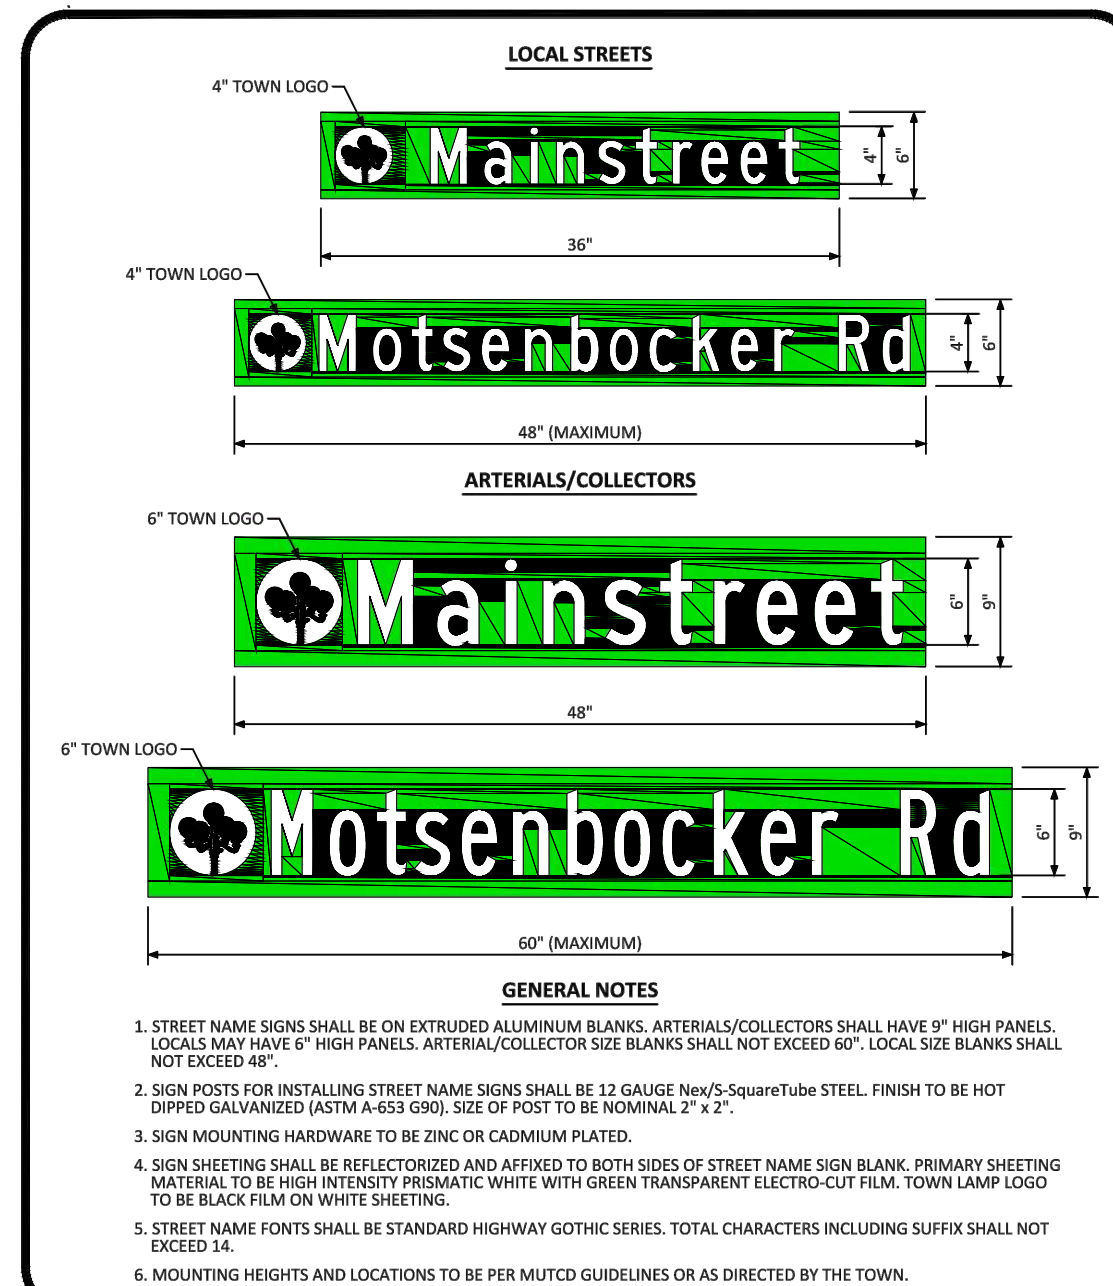 LOCAL STREETS
4" TOWN LOGO
Mainstreet
4"
6"
36"
4" TOWN LOGO
Motsenbocker Rd
4"
6"
48" (MAXIMUM)
ARTERIALS/COLLECTORS
6" TOWN LOGO
Mainstreet
6"
9"
48"
6" TOWN LOGO
Motsenbocker Rd
6"
9"
60" (MAXIMUM)
GENERAL NOTES
1. STREET NAME SIGNS SHALL BE ON EXTRUDED ALUMINUM BLANKS. ARTERIALS/COLLECTORS SHALL HAVE 9" HIGH PANELS.
LOCALS MAY HAVE 6" HIGH PANELS. ARTERIAL/COLLECTOR SIZE BLANKS SHALL NOT EXCEED 60". LOCAL SIZE BLANKS SHALL
NOT EXCEED 48".
2. SIGN POSTS FOR INSTALLING STREET NAME SIGNS SHALL BE 12 GAUGE Nex/S-SquareTube STEEL. FINISH TO BE HOT
DIPPED GALVANIZED (ASTM A-653 G90). SIZE OF POST TO BE NOMINAL 2" x 2".
3. SIGN MOUNTING HARDWARE TO BE ZINC OR CADMIUM PLATED.
4. SIGN SHEETING SHALL BE REFLECTORIZED AND AFFIXED TO BOTH SIDES OF STREET NAME SIGN BLANK. PRIMARY SHEETING
MATERIAL TO BE HIGH INTENSITY PRISMATIC WHITE WITH GREEN TRANSPARENT ELECTRO-CUT FILM. TOWN LAMP LOGO
TO BE BLACK FILM ON WHITE SHEETING.
5. STREET NAME FONTS SHALL BE STANDARD HIGHWAY GOTHIC SERIES. TOTAL CHARACTERS INCLUDING SUFFIX SHALL NOT
EXCEED 14.
6. MOUNTING HEIGHTS AND LOCATIONS TO BE PER MUTCD GUIDELINES OR AS DIRECTED BY THE TOWN.